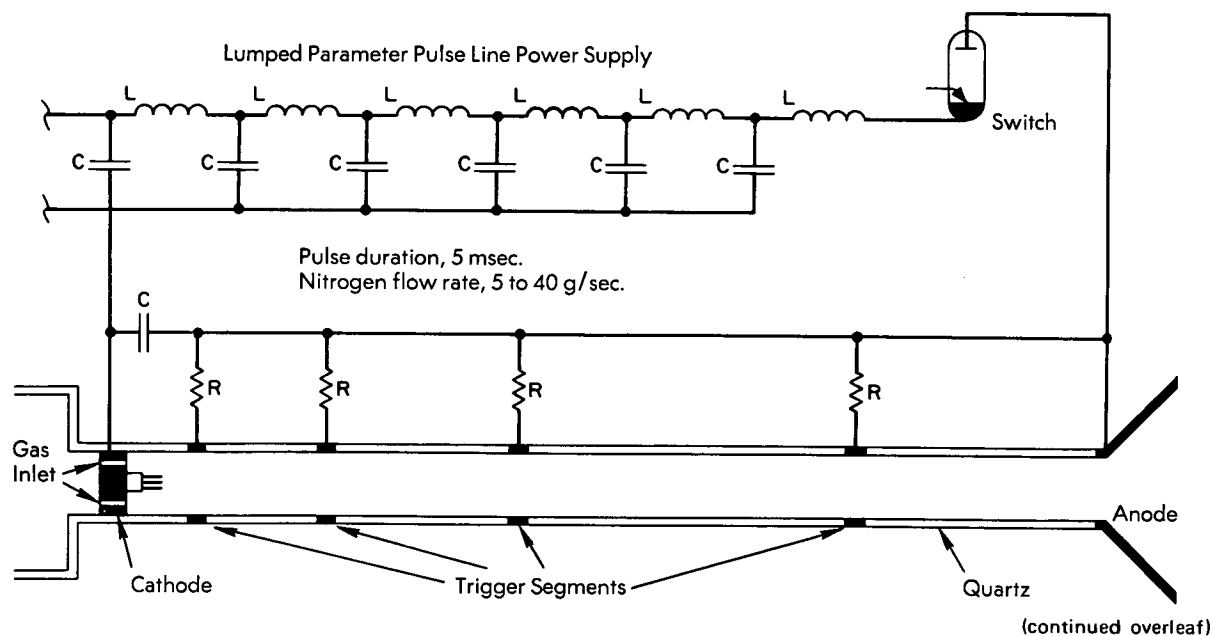 Lumped Parameter Pulse Line Power Supply
L
L
L
L
L
L
Switch
C
C
C
C
C
C
Pulse duration, 5 msec.
Nitrogen flow rate, 5 to 40 g/sec.
C
R
R
R
R
Gas
Inlet
Anode
Cathode
Trigger Segments
Quartz
(continued overleaf)